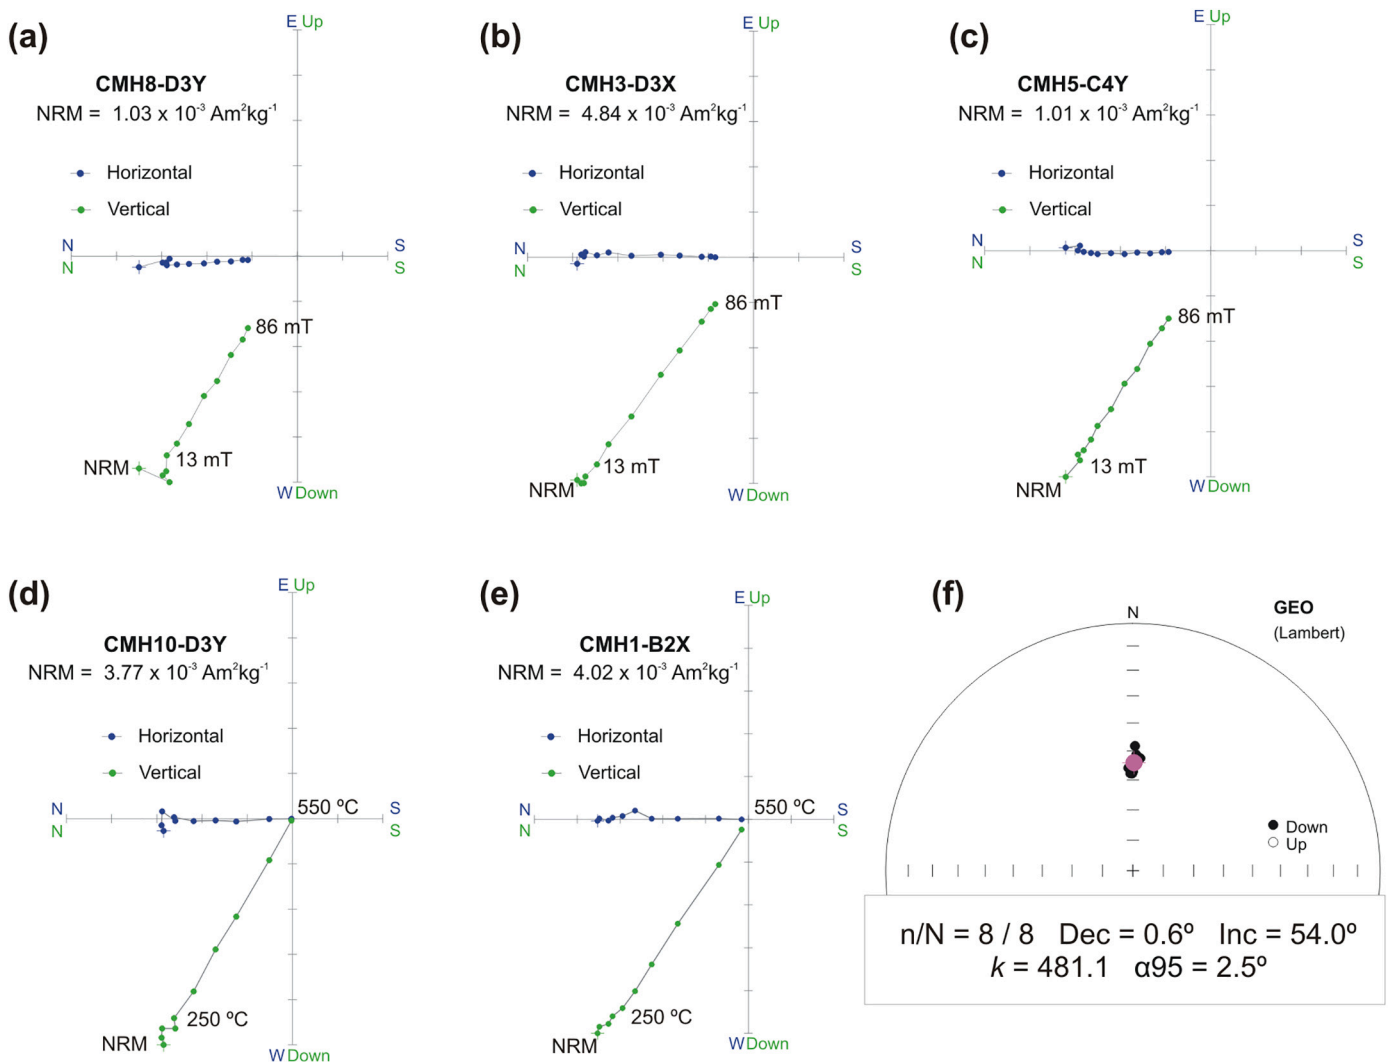 (a)
E Up
CMH8-D3Y
NRM = 1.03 x 10⁻³ Am²kg⁻¹
Horizontal
Vertical
N S
N S
86 mT
13 mT
NRM
W Down
(b)
E Up
CMH3-D3X
NRM = 4.84 x 10⁻³ Am²kg⁻¹
Horizontal
Vertical
N S
N S
86 mT
13 mT
NRM
W Down
(c)
E Up
CMH5-C4Y
NRM = 1.01 x 10⁻³ Am²kg⁻¹
Horizontal
Vertical
N S
N S
86 mT
13 mT
NRM
W Down
(d)
E Up
CMH10-D3Y
NRM = 3.77 x 10⁻³ Am²kg⁻¹
Horizontal
Vertical
550 ºC
N S
N S
250 ºC
NRM
W Down
(e)
E Up
CMH1-B2X
NRM = 4.02 x 10⁻³ Am²kg⁻¹
Horizontal
Vertical
550 ºC
N S
N S
250 ºC
NRM
W Down
(f)
N
GEO
(Lambert)
Down
Up
n/N = 8 / 8 Dec = 0.6º Inc = 54.0º
k = 481.1 α95 = 2.5º